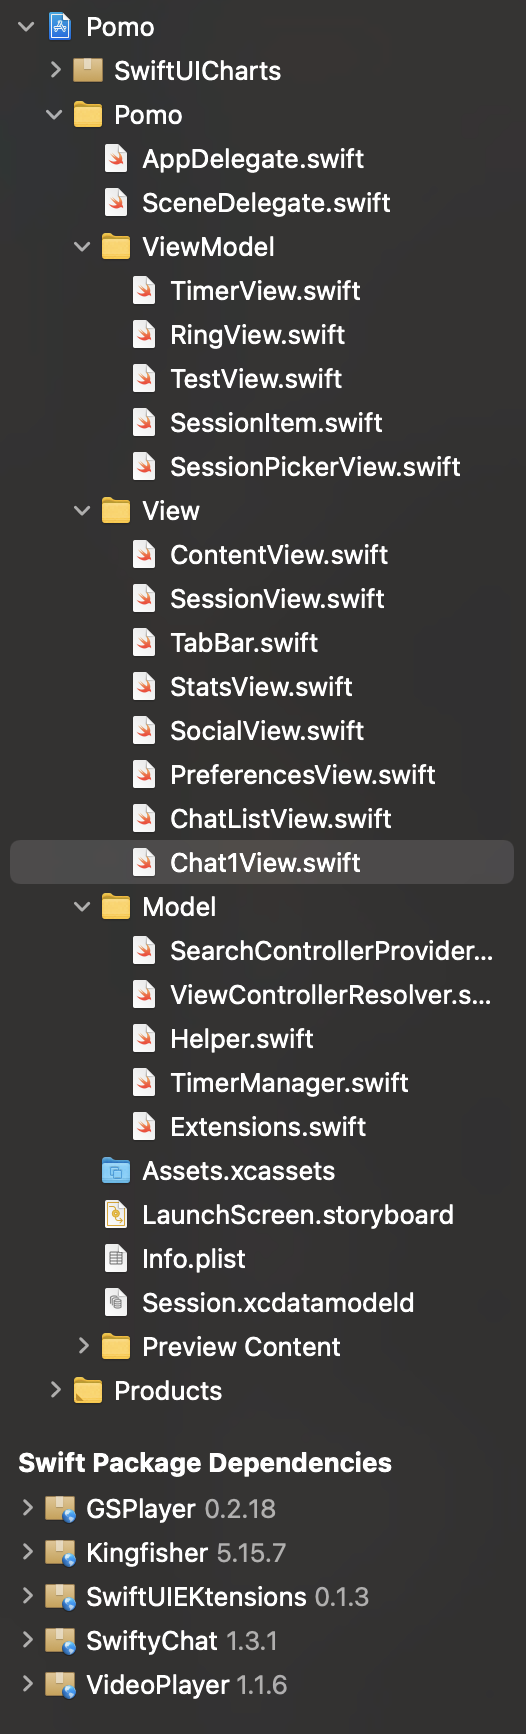 Pomo
SwiftUICharts
Pomo
AppDelegate.swift
SceneDelegate.swift
ViewModel
TimerView.swift
RingView.swift
TestView.swift
SessionItem.swift
SessionPickerView.swift
View
ContentView.swift
SessionView.swift
TabBar.swift
StatsView.swift
SocialView.swift
PreferencesView.swift
ChatListView.swift
Chat1View.swift
Model
SearchControllerProvider...
ViewControllerResolver.s...
Helper.swift
TimerManager.swift
Extensions.swift
Assets.xcassets
LaunchScreen.storyboard
Info.plist
Session.xcdatamodeld
Preview Content
Products
Swift Package Dependencies
GSPlayer 0.2.18
Kingfisher 5.15.7
SwiftUIEKtensions 0.1.3
SwiftyChat 1.3.1
VideoPlayer 1.1.6